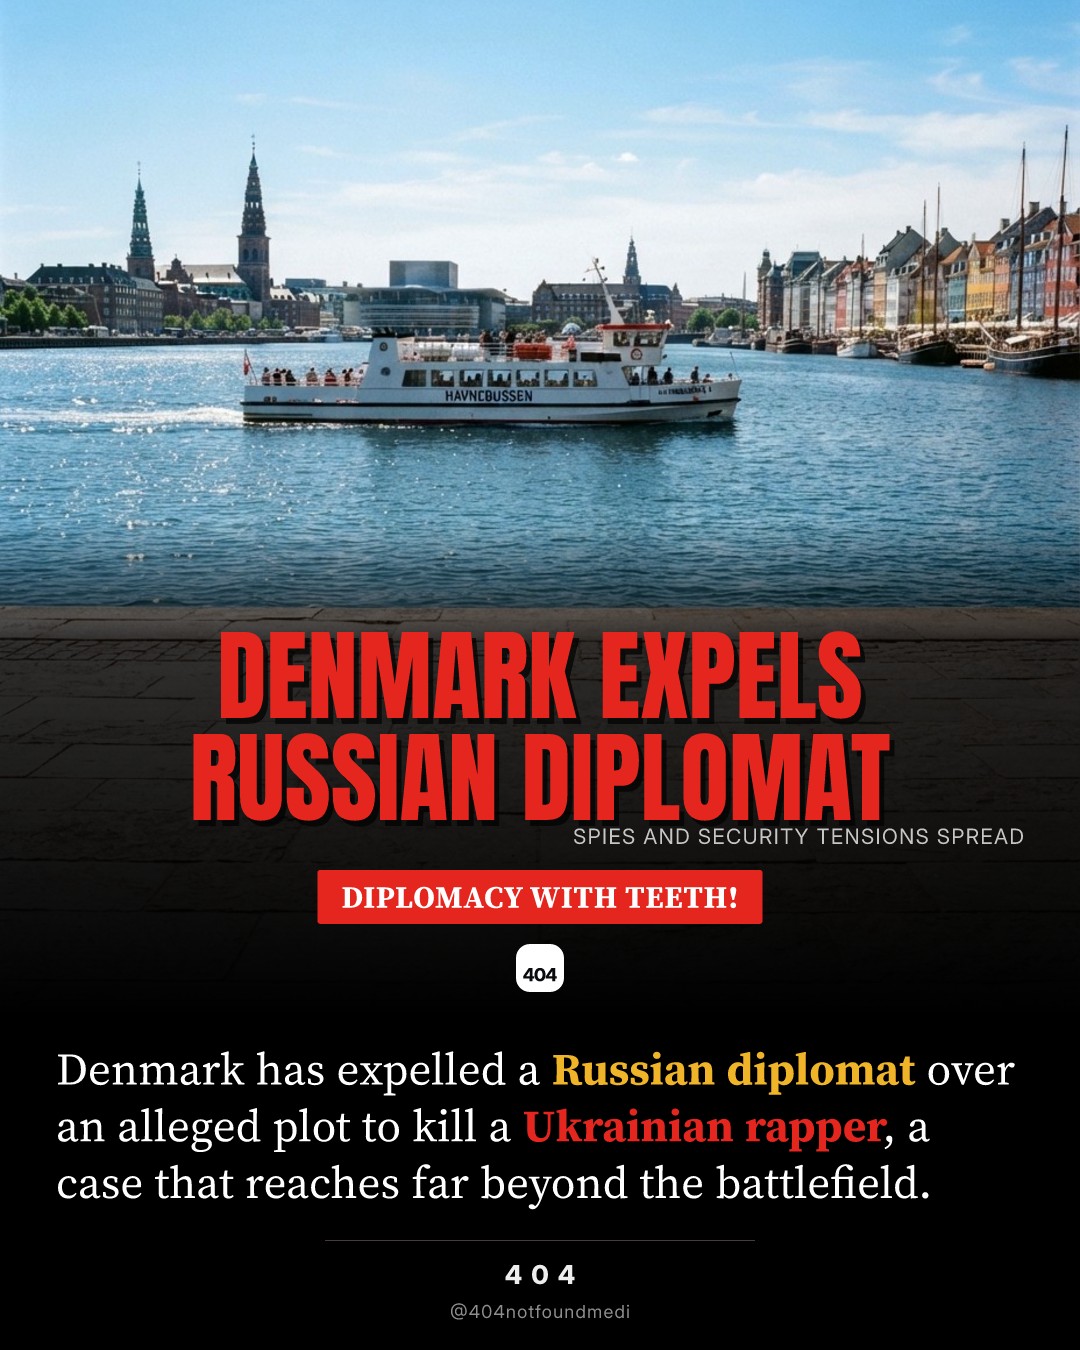 HAVNCBUSSEN
DENMARK EXPELS
RUSSIAN DIPLOMAT
SPIES AND SECURITY TENSIONS SPREAD
DIPLOMACY WITH TEETH!
404
Denmark has expelled a Russian diplomat over
an alleged plot to kill a Ukrainian rapper, a
case that reaches far beyond the battlefield.
404
@404notfoundmedi